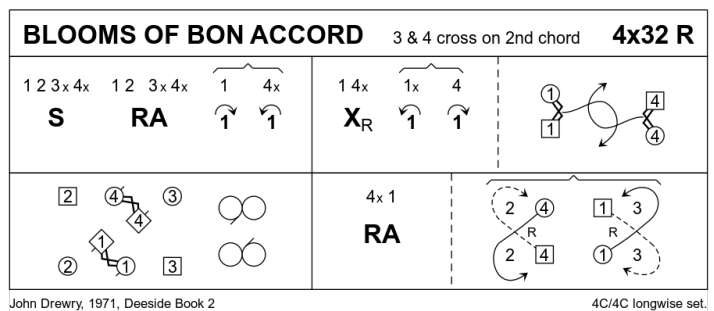 BLOOMS OF BON ACCORD 3 & 4 cross on 2nd chord 4x32 R
1 2 3x 4x 1 2 3x 4x 1 4x
S RA 1 1
1 4x 1x 4
XR 1 1
1 4
1 4
2 4 3
4
1
2 1 3
4x 1
RA
2 4 1 3
R R
2 4 1 3
John Drewry, 1971, Deeside Book 2 4C/4C longwise set.